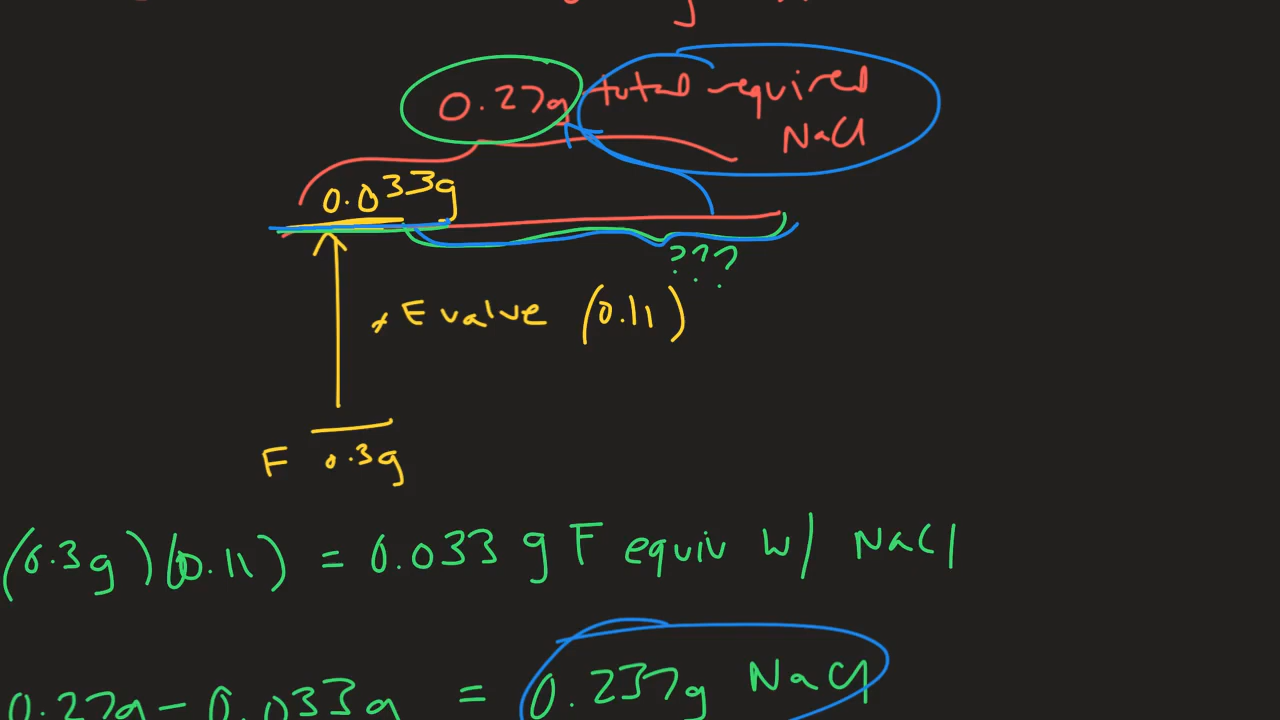 0.27g total required
NaCl
0.033g
???
* E value (0.11)
F 0.3g
(0.3g)(0.11) = 0.033 g F equiv w/ NaCl
0.27g - 0.033g = 0.237g NaCl